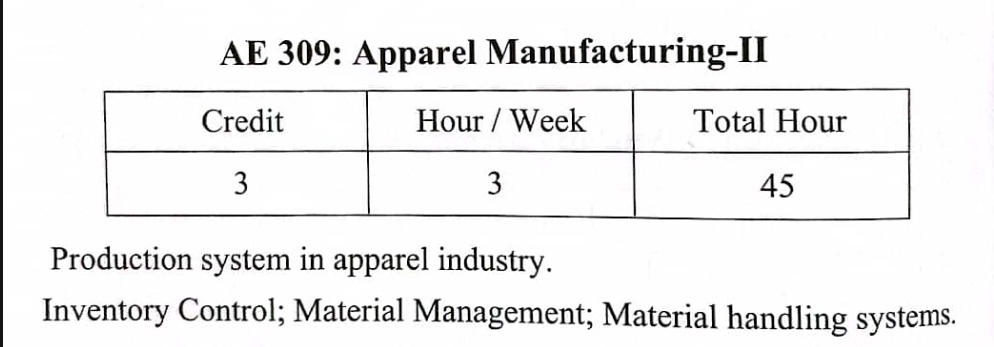 AE 309: Apparel Manufacturing-II
Credit Hour / Week Total Hour
3 3 45
Production system in apparel industry.
Inventory Control; Material Management; Material handling systems.